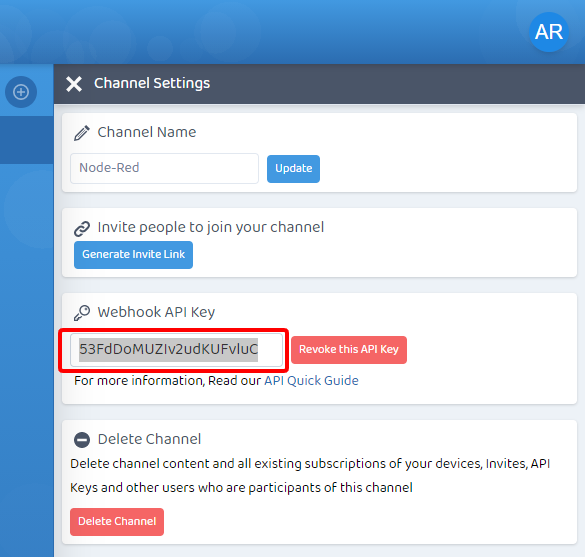 AR
Channel Settings
Channel Name
Node-Red
Update
Invite people to join your channel
Generate Invite Link
Webhook API Key
53FdDoMUZIv2udKUFvluC
Revoke this API Key
For more information, Read our API Quick Guide
Delete Channel
Delete channel content and all existing subscriptions of your devices, Invites, API
Keys and other users who are participants of this channel
Delete Channel